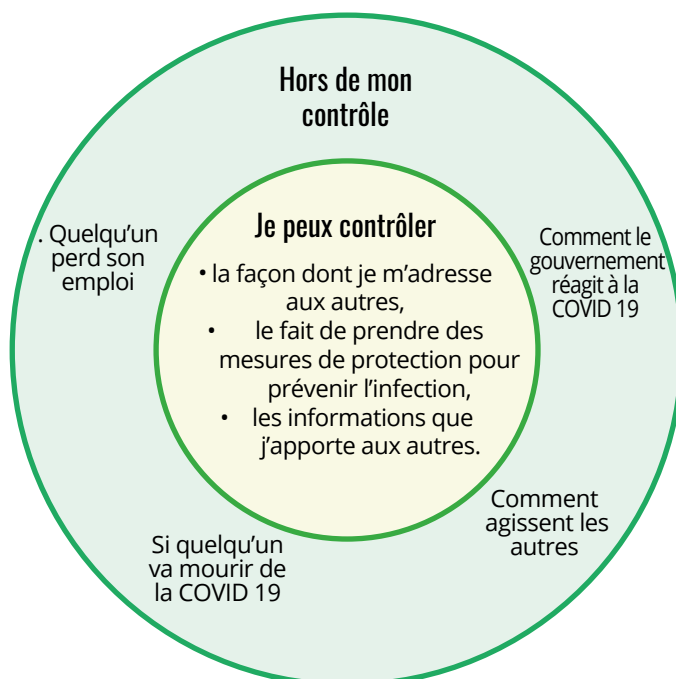 Hors de mon
contrôle
. Quelqu’un
perd son
emploi
Je peux contrôler
• la façon dont je m’adresse
aux autres,
• le fait de prendre des
mesures de protection pour
prévenir l’infection,
• les informations que
j’apporte aux autres.
Comment le
gouvernement
réagit à la
COVID 19
Si quelqu’un
va mourir de
la COVID 19
Comment
agissent les
autres